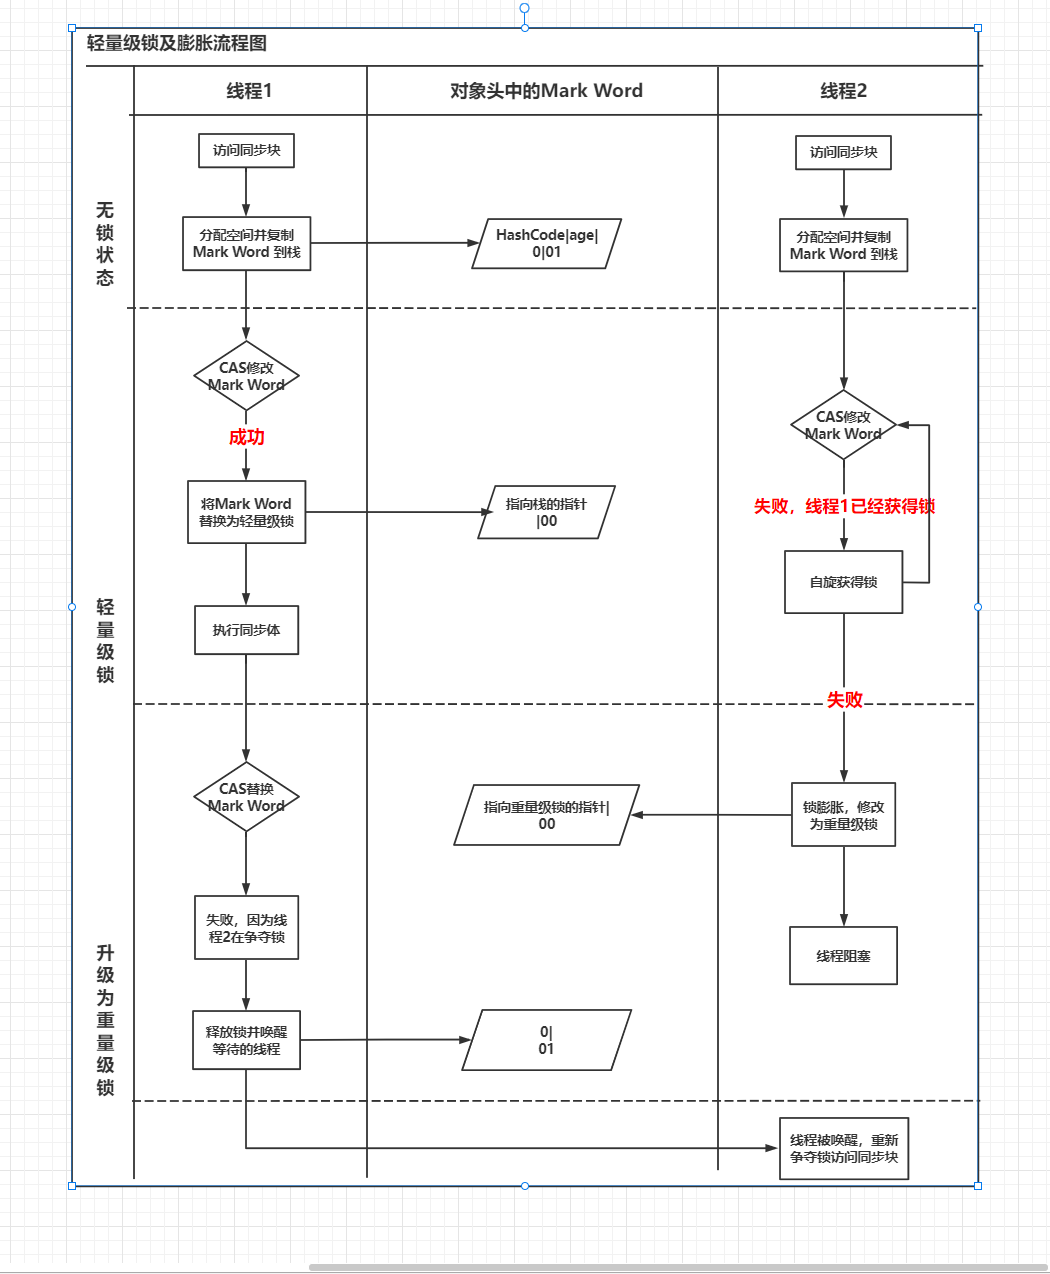 轻量级锁及膨胀流程图
线程1
对象头中的Mark Word
线程2
无锁状态
访问同步块
访问同步块
分配空间并复制
Mark Word 到栈
HashCode|age|
0|01
分配空间并复制
Mark Word 到栈
轻量级锁
CAS修改
Mark Word
成功
将Mark Word
替换为轻量级锁
指向栈的指针
|00
执行同步体
CAS修改
Mark Word
失败，线程1已经获得锁
自旋获得锁
失败
升级为重量级锁
CAS替换
Mark Word
指向重量级锁的指针|
00
锁膨胀，修改
为重量级锁
失败，因为线
程2在争夺锁
线程阻塞
释放锁并唤醒
等待的线程
0|
01
线程被唤醒，重新
争夺锁访问同步块